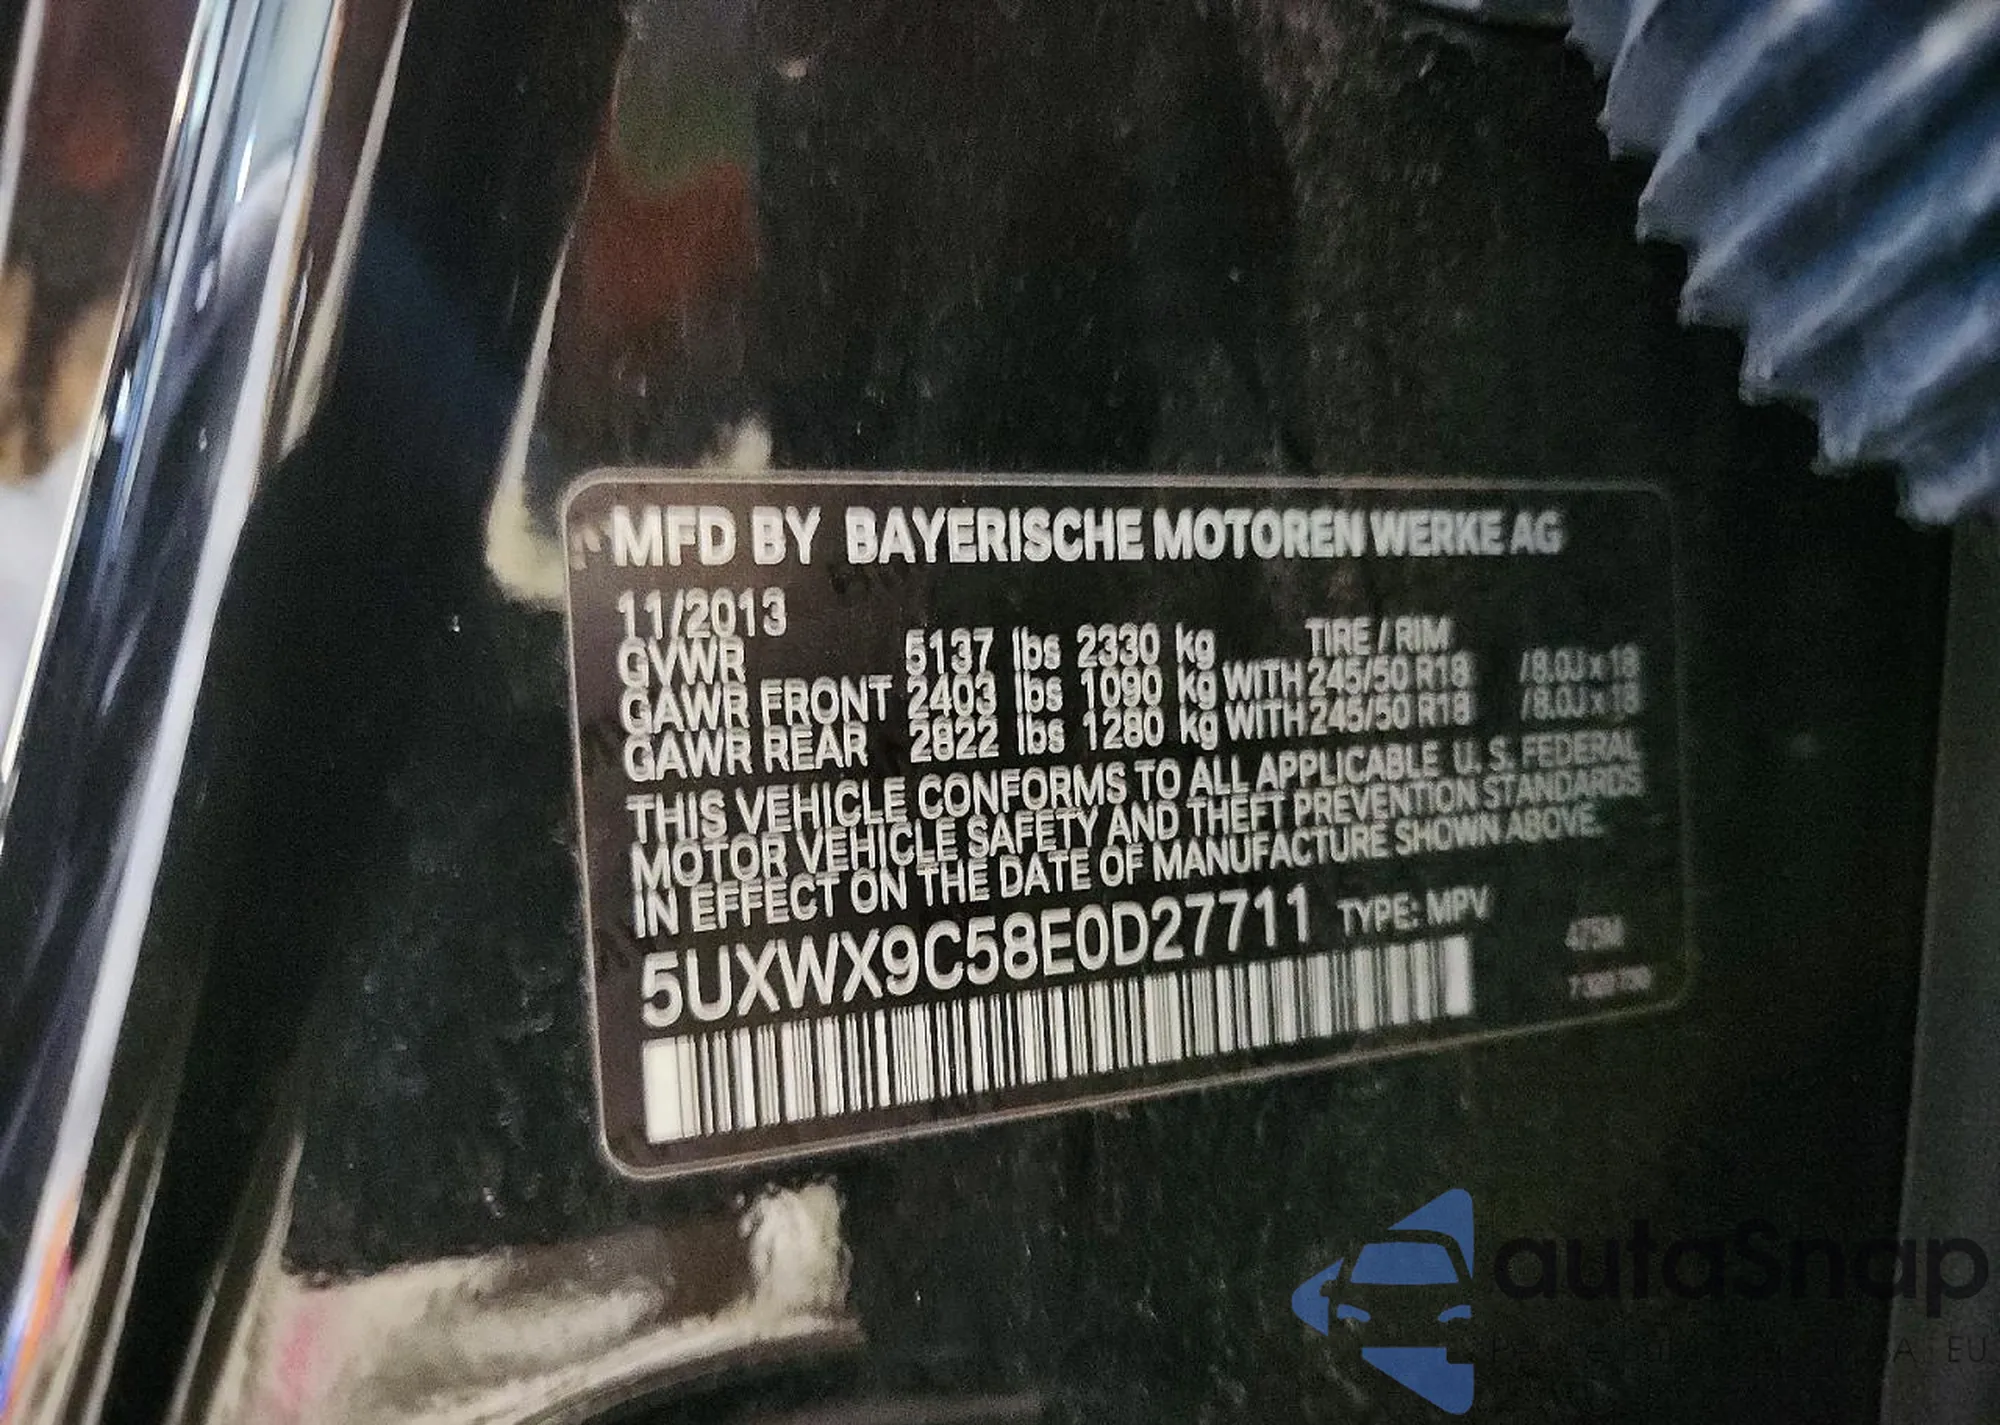 MFD BY BAYERISCHE MOTOREN WERKE AG
11/2013
GVWR 5137 lbs 2330 kg TIRE / RIM
GAWR FRONT 2403 lbs 1090 kg WITH 245/50 R18 /8.0J x 18
GAWR REAR 2822 lbs 1280 kg WITH 245/50 R18 /8.0J x 18
THIS VEHICLE CONFORMS TO ALL APPLICABLE U. S. FEDERAL
MOTOR VEHICLE SAFETY AND THEFT PREVENTION STANDARDS
IN EFFECT ON THE DATE OF MANUFACTURE SHOWN ABOVE.
5UXWX9C58E0D27711 TYPE: MPV
autaSnap
EU